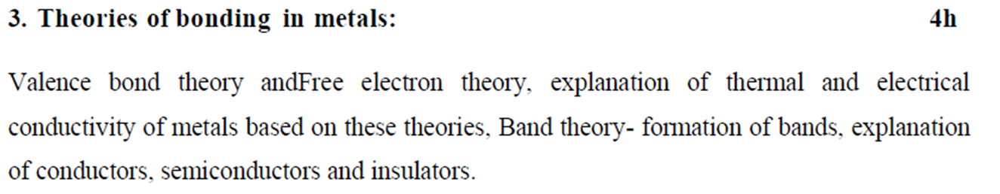 3. Theories of bonding in metals: 4h
Valence bond theory andFree electron theory, explanation of thermal and electrical
conductivity of metals based on these theories, Band theory- formation of bands, explanation
of conductors, semiconductors and insulators.